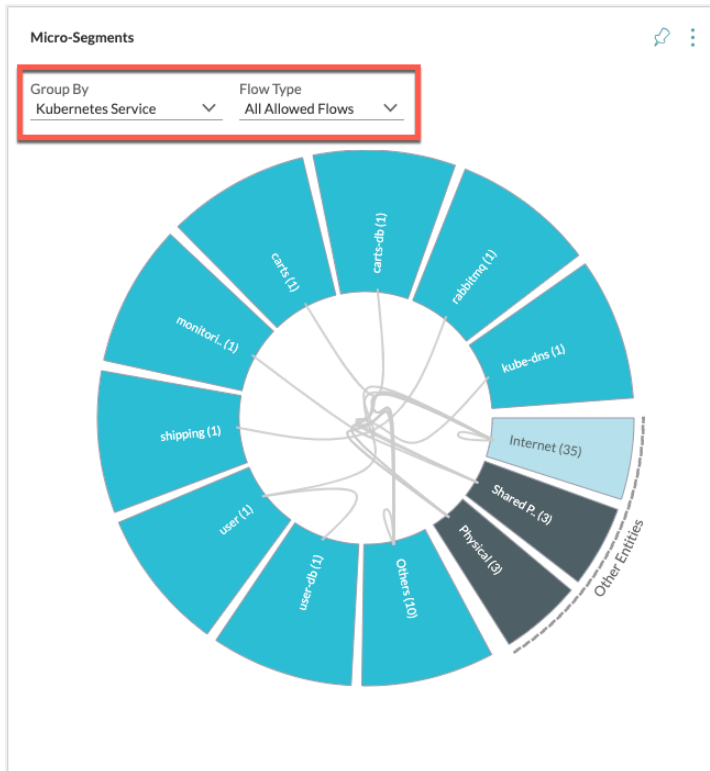 Micro-Segments
Group By
Flow Type
Kubernetes Service
All Allowed Flows
carts-db (1)
carts (1)
rabbitmq (1)
monitori.. (1)
kube-dns (1)
shipping (1)
Internet (35)
Shared P.. (3)
user (1)
Physical (3)
Other Entities
user-db (1)
Others (10)